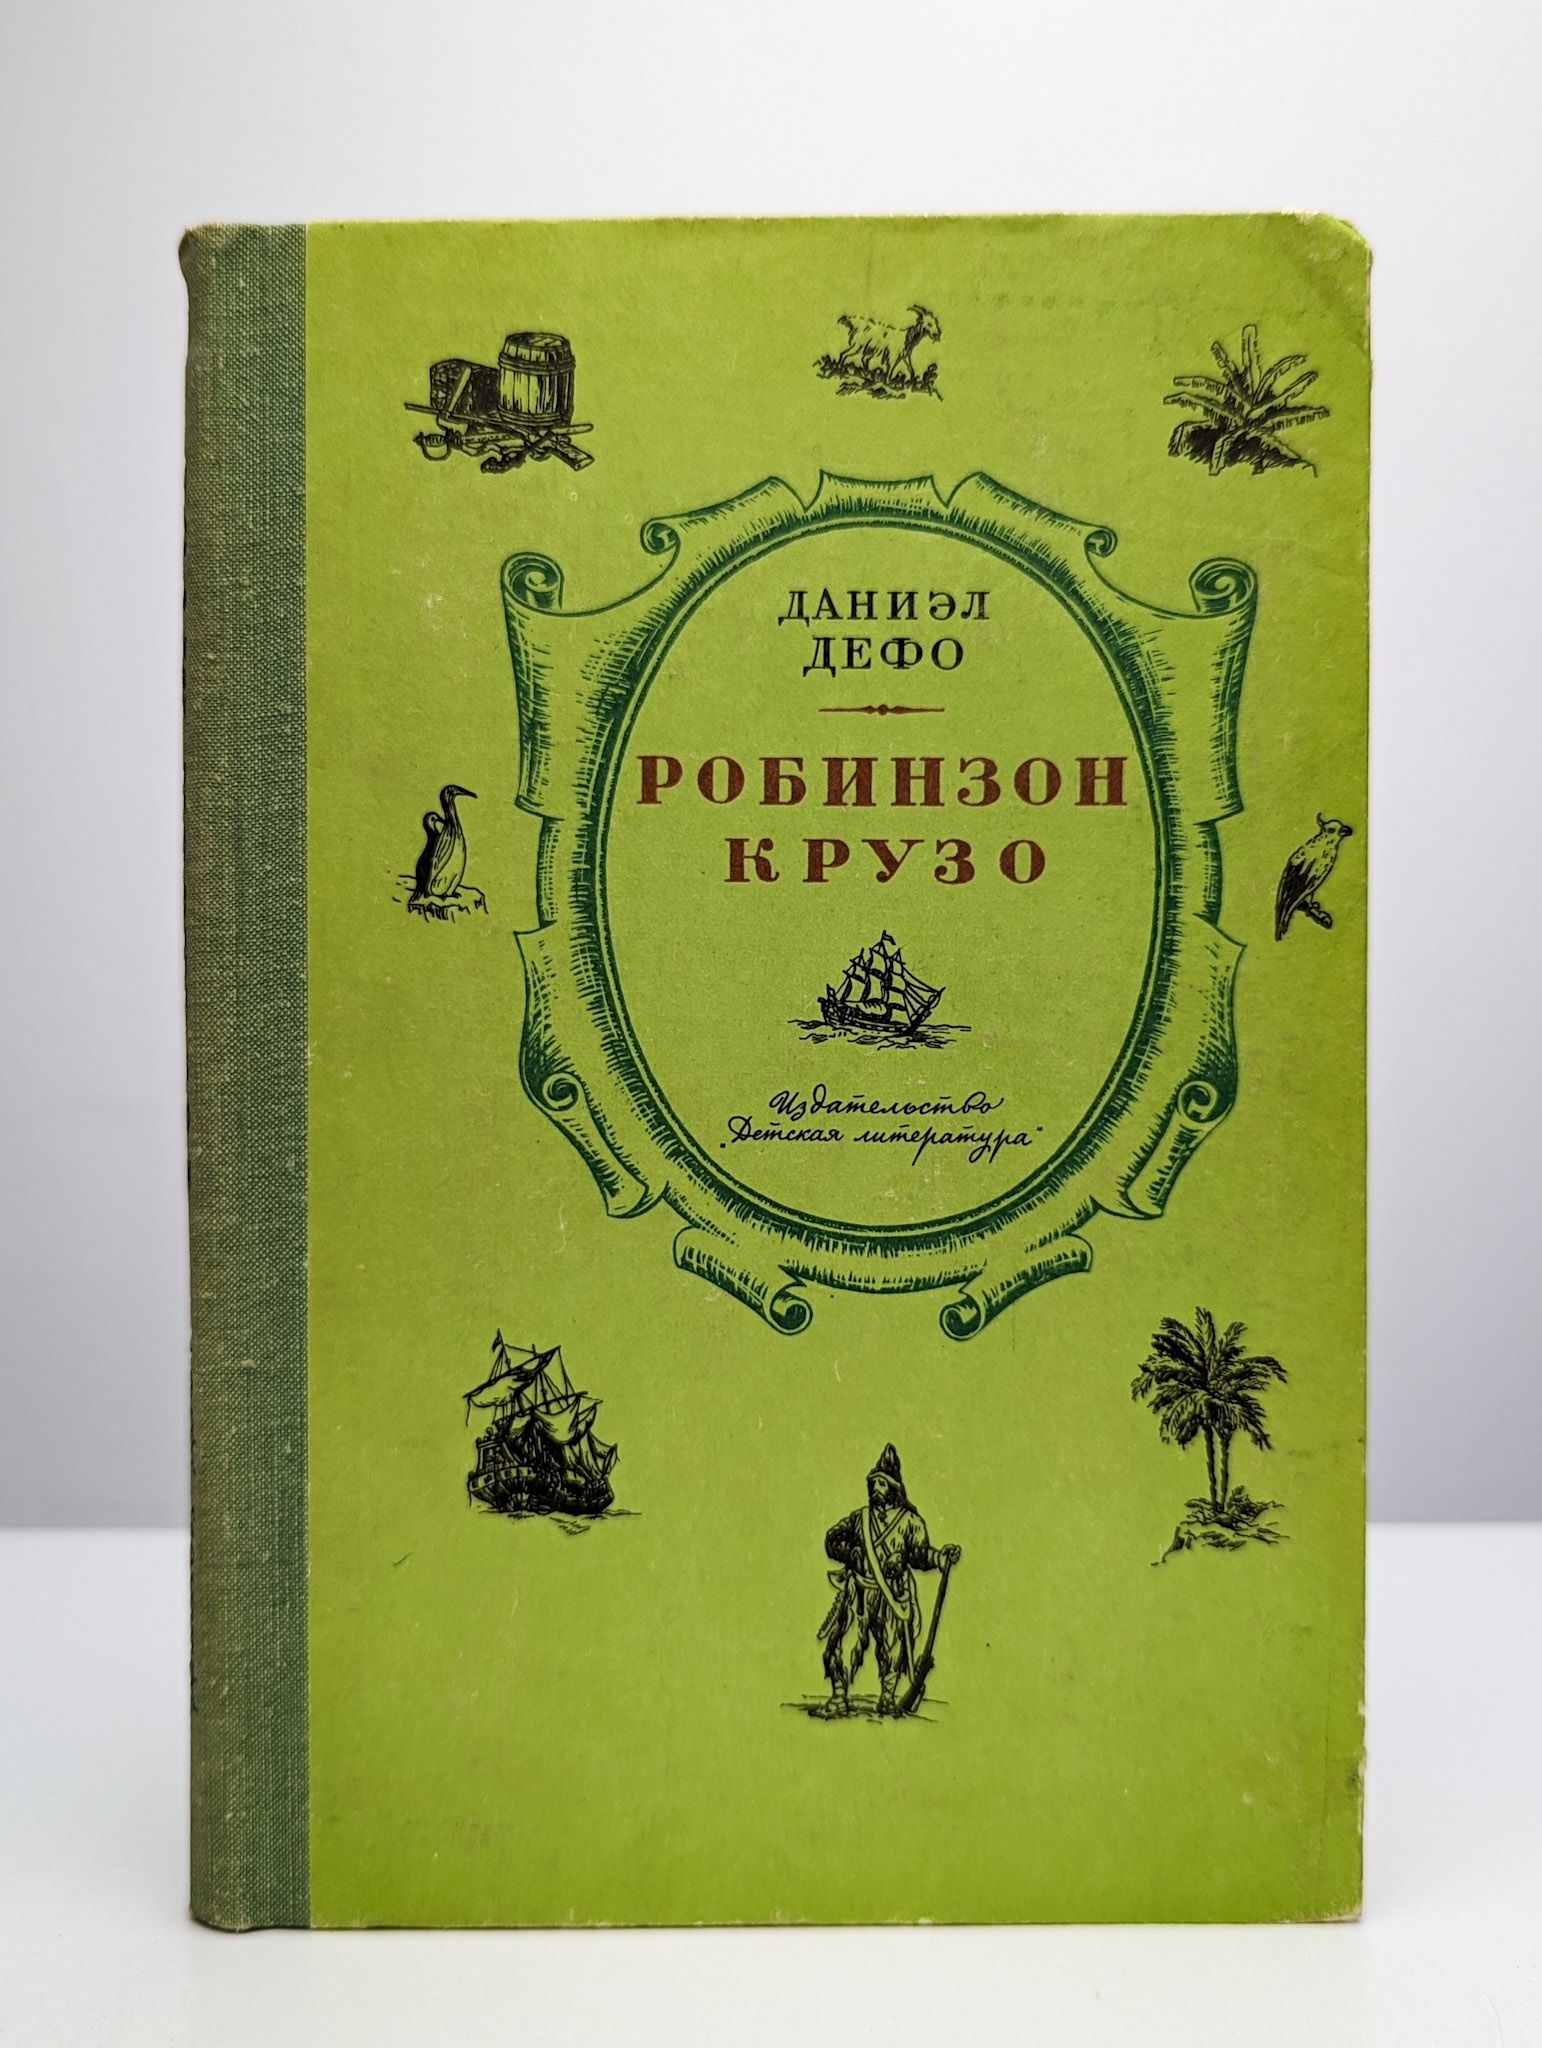 ДАНИЭЛ
ДЕФО
РОБИНЗОН
КРУЗО
Издательство
„Детская литература"